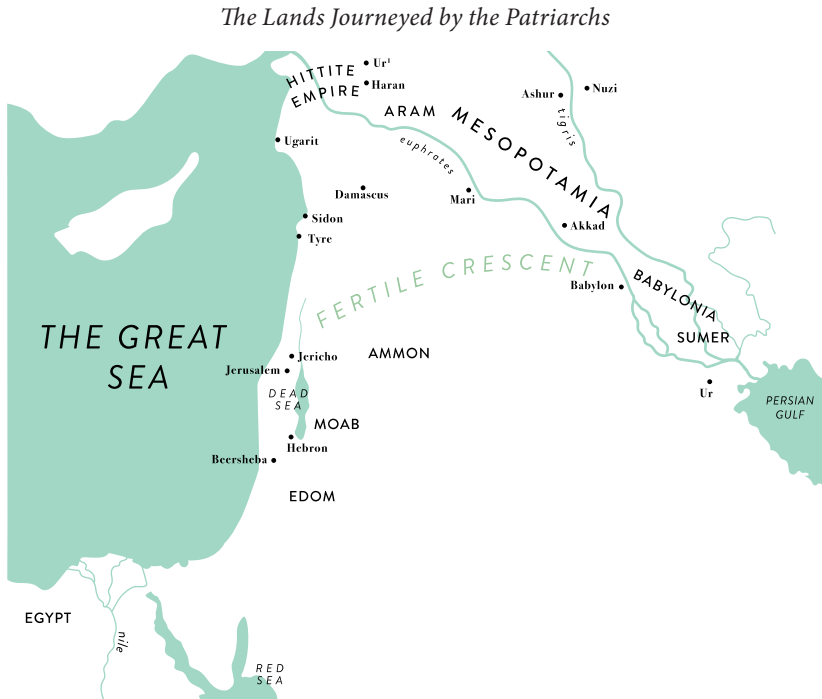 The Lands Journeyed by the Patriarchs
Ur¹
HITTITE
EMPIRE
Haran
ARAM
MESOPOTAMIA
Ashur
Nuzi
tigris
euphrates
Ugarit
Damascus
Mari
Sidon
Tyre
Akkad
FERTILE CRESCENT
Babylon
BABYLONIA
SUMER
THE GREAT
SEA
Jericho
AMMON
Jerusalem
DEAD
SEA
Ur
PERSIAN
GULF
MOAB
Hebron
Beersheba
EDOM
EGYPT
nile
RED
SEA